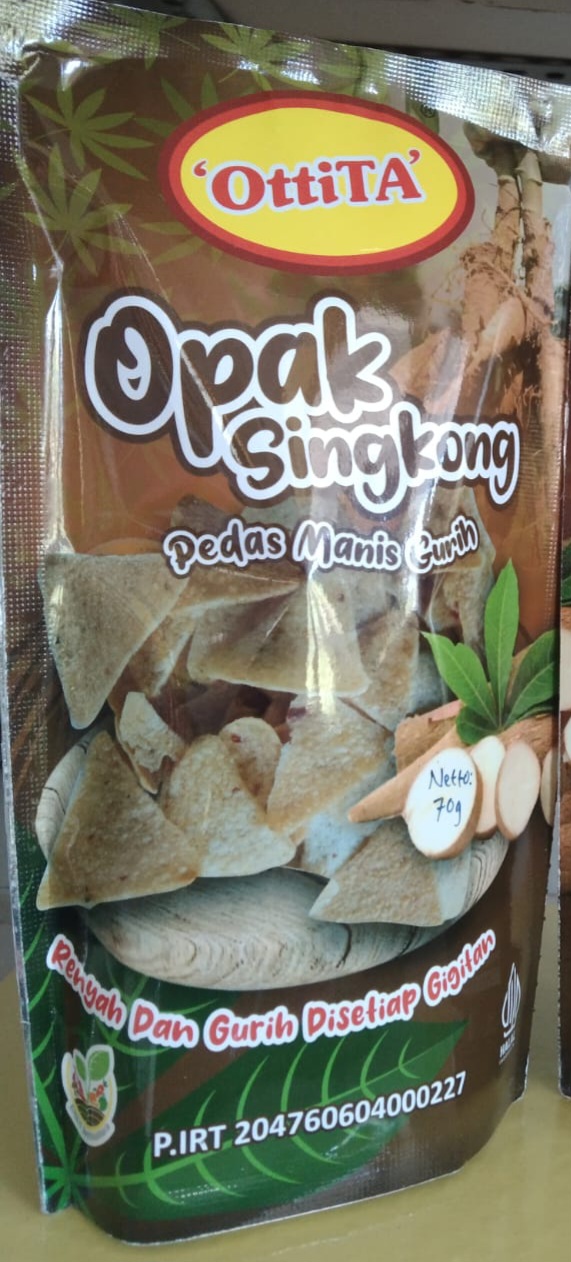 'OttiTA'
Opak
Singkong
Pedas Manis Gurih
Netto:
70g
Renyah Dan Gurih Disetiap Gigitan
P.IRT 204760604000227